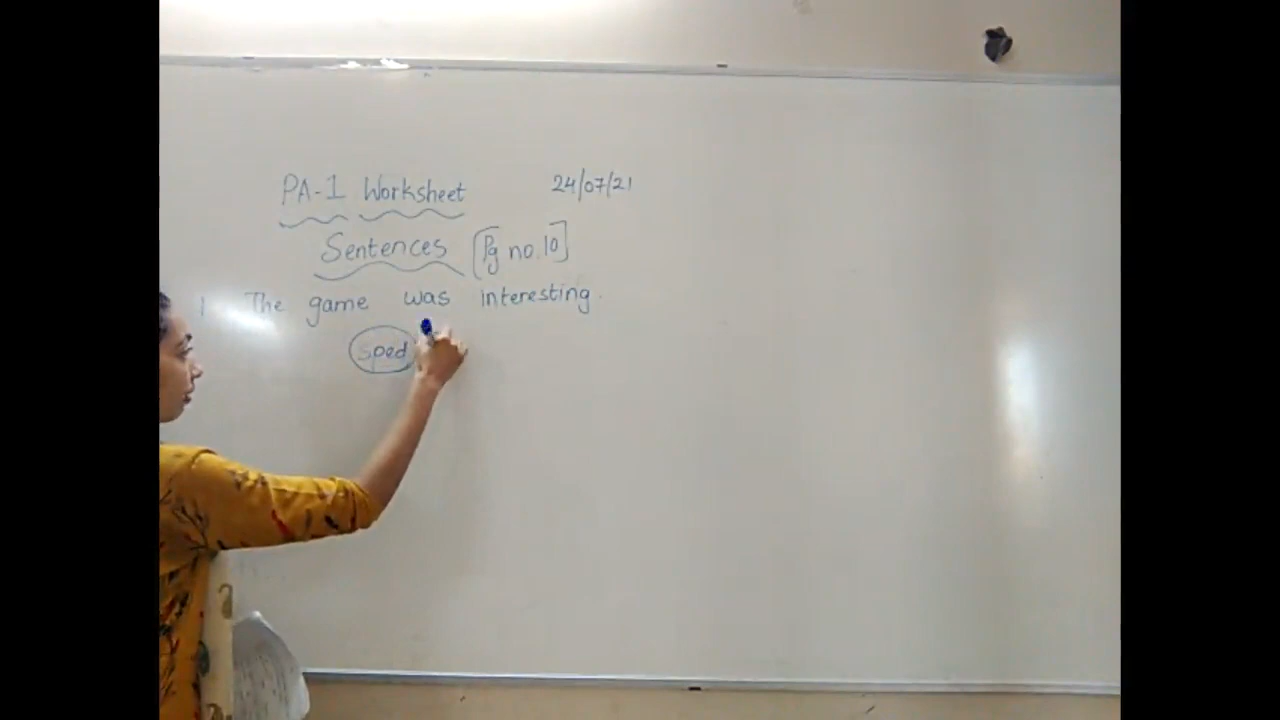 PA-1 Worksheet 24/07/21
Sentences [Pg no.10]
1 The game was interesting.
sped